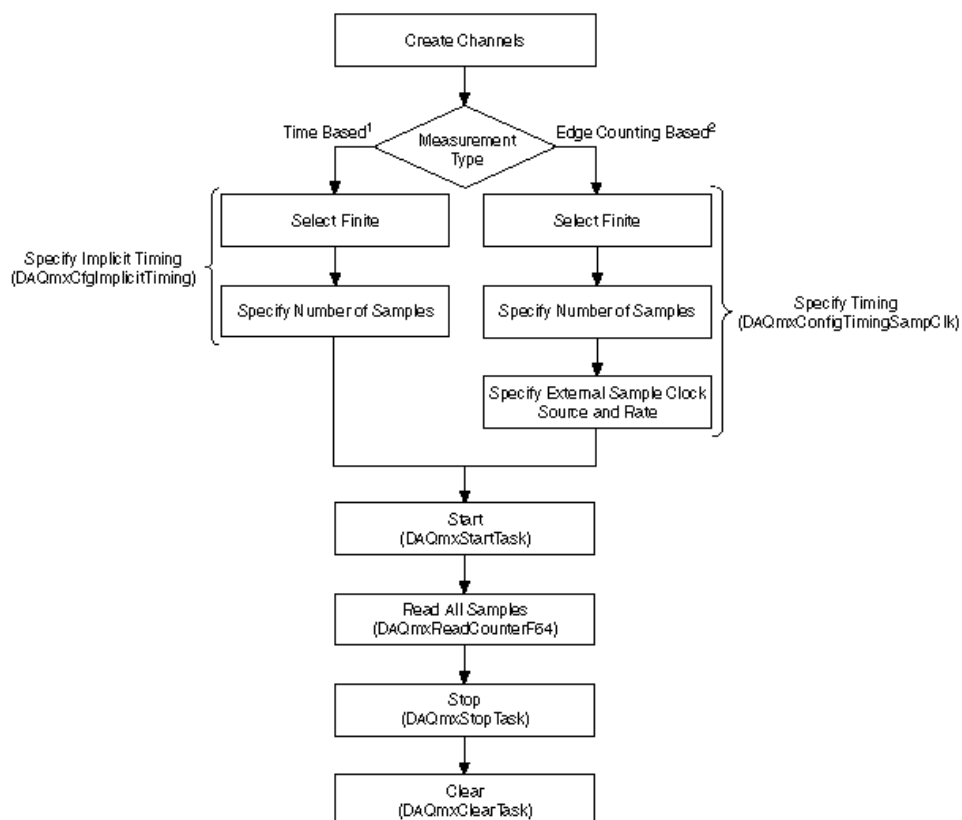 Create Channels
Time Based¹
Measurement
Type
Edge Counting Based²
Select Finite
Select Finite
Specify Implicit Timing
(DAQmxCfgImplicitTiming)
Specify Number of Samples
Specify Number of Samples
Specify Timing
(DAQmxConfigTimingSampClk)
Specify External Sample Clock
Source and Rate
Start
(DAQmxStartTask)
Read All Samples
(DAQmxReadCounterF64)
Stop
(DAQmxStopTask)
Clear
(DAQmxClearTask)